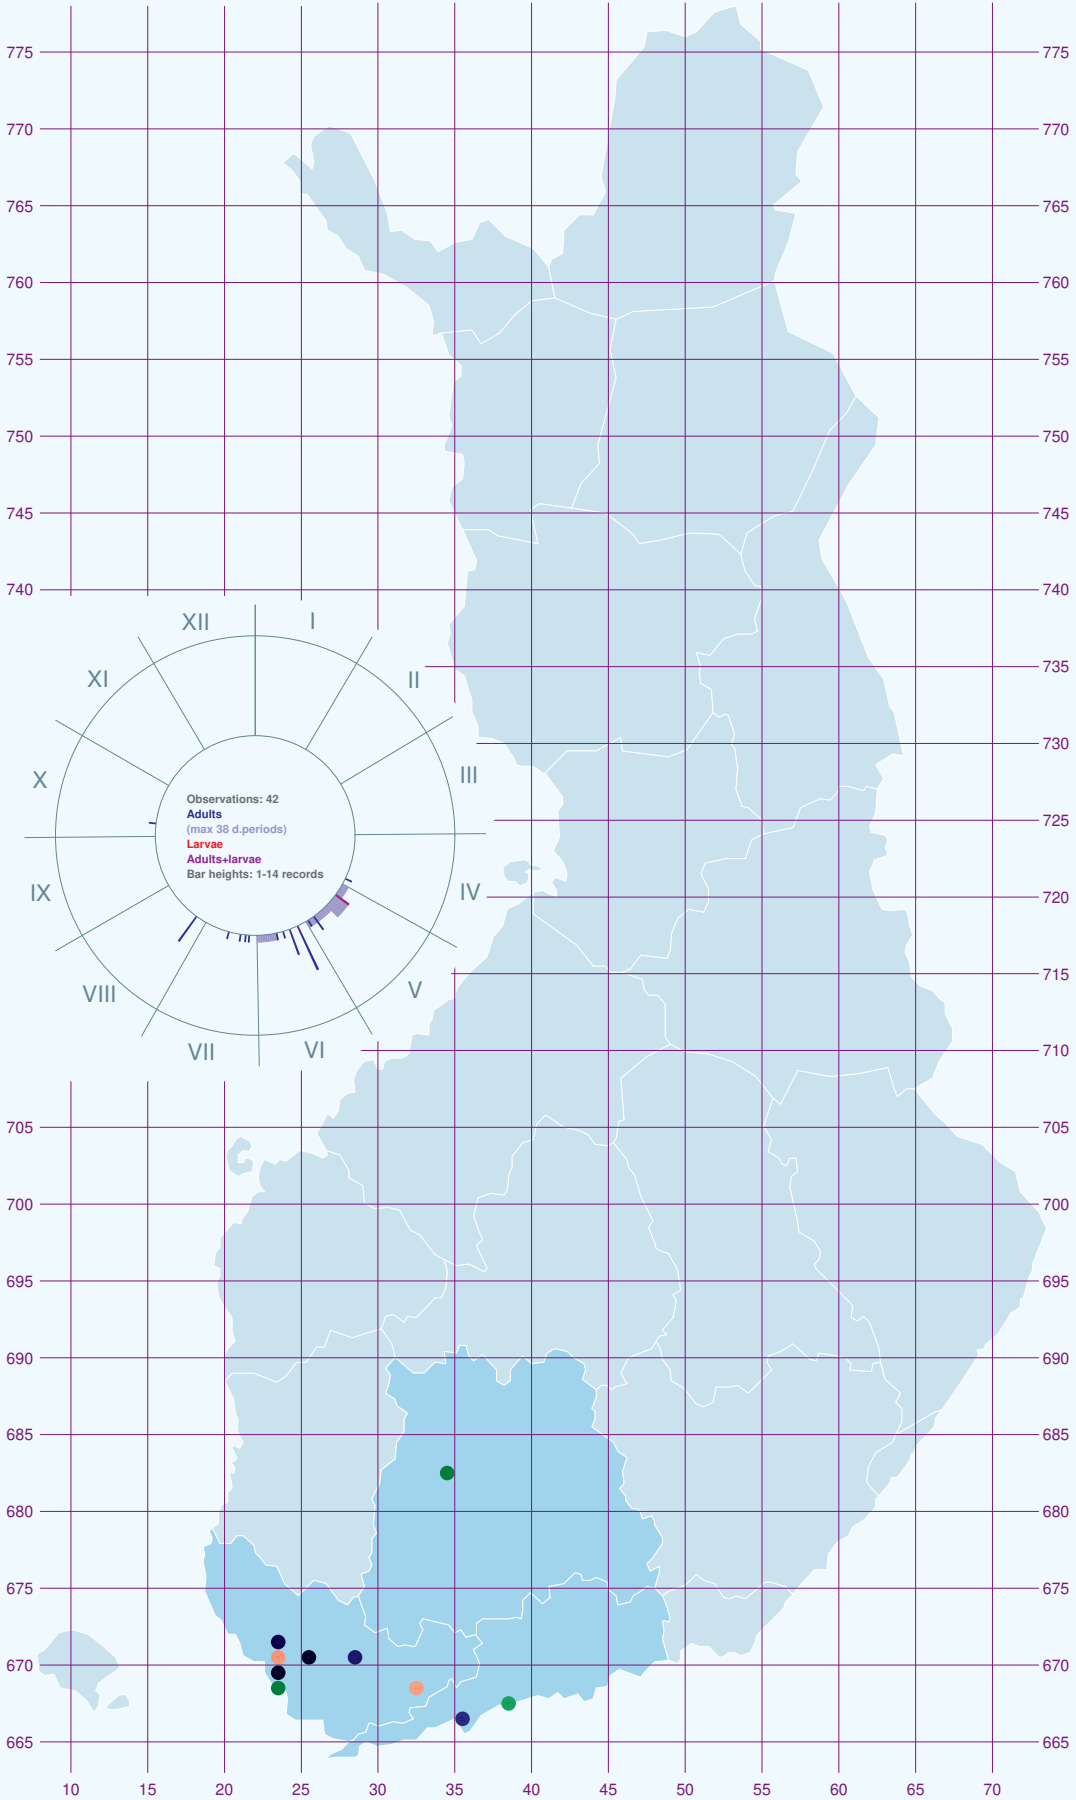 775 775
770 770
765 765
760 760
755 755
750 750
745 745
740 740
XII I
735
XI II
730
X III
Observations: 42
Adults
(max 38 d.periods)
Larvae
Adults+larvae
Bar heights: 1-14 records
725
IX IV
720
VIII V
715
VII VI
710
705 705
700 700
695 695
690 690
685 685
680 680
675 675
670 670
665 665
10 15 20 25 30 35 40 45 50 55 60 65 70